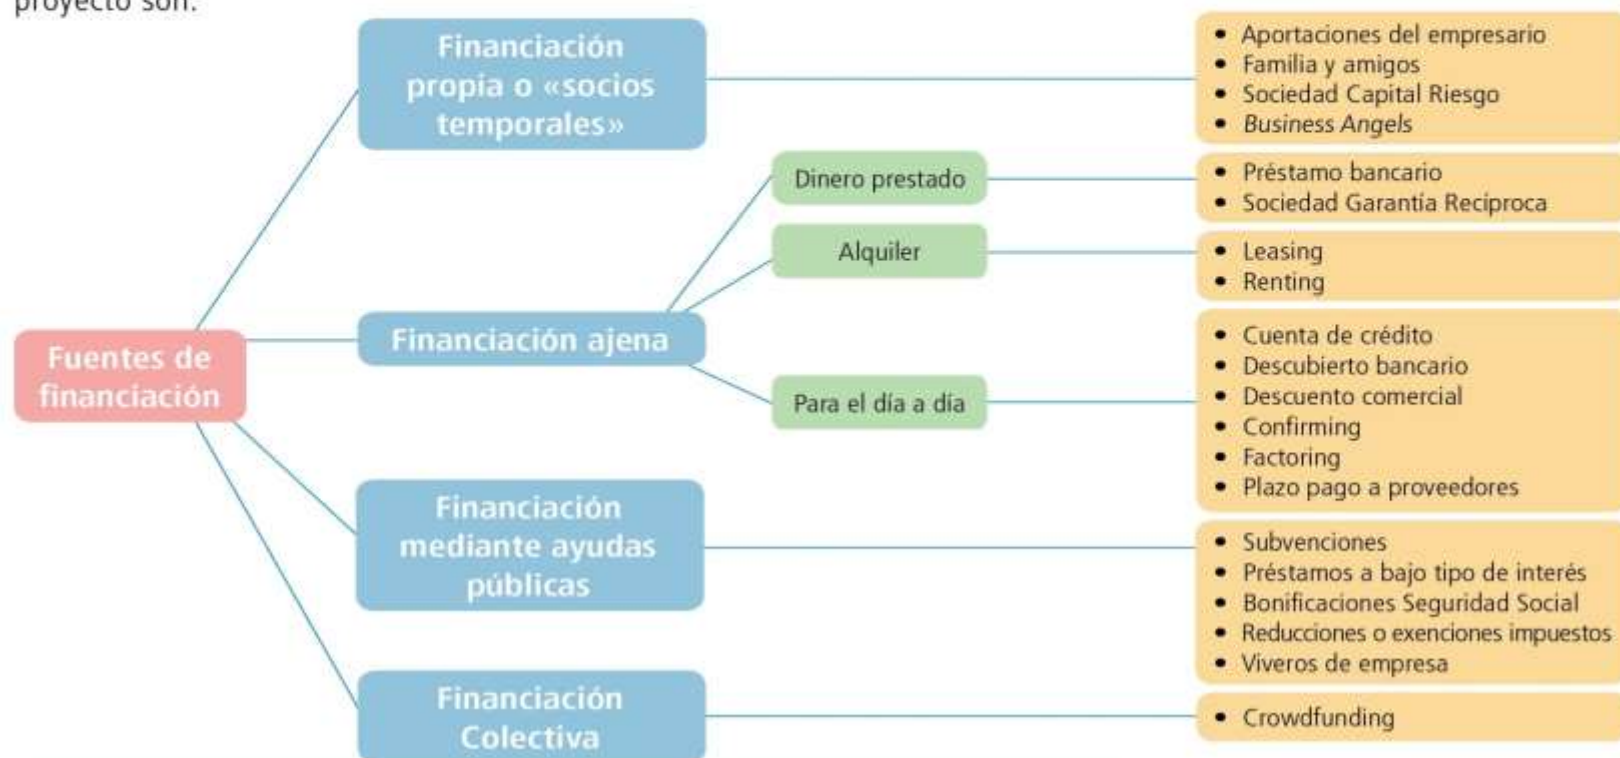 proyecto son:
Financiación
propia o «socios
temporales»
• Aportaciones del empresario
• Familia y amigos
• Sociedad Capital Riesgo
• Business Angels
Fuentes de
financiación
Financiación ajena
Dinero prestado
• Préstamo bancario
• Sociedad Garantía Recíproca
Alquiler
• Leasing
• Renting
Para el día a día
• Cuenta de crédito
• Descubierto bancario
• Descuento comercial
• Confirming
• Factoring
• Plazo pago a proveedores
Financiación
mediante ayudas
públicas
• Subvenciones
• Préstamos a bajo tipo de interés
• Bonificaciones Seguridad Social
• Reducciones o exenciones impuestos
• Viveros de empresa
Financiación
Colectiva
• Crowdfunding